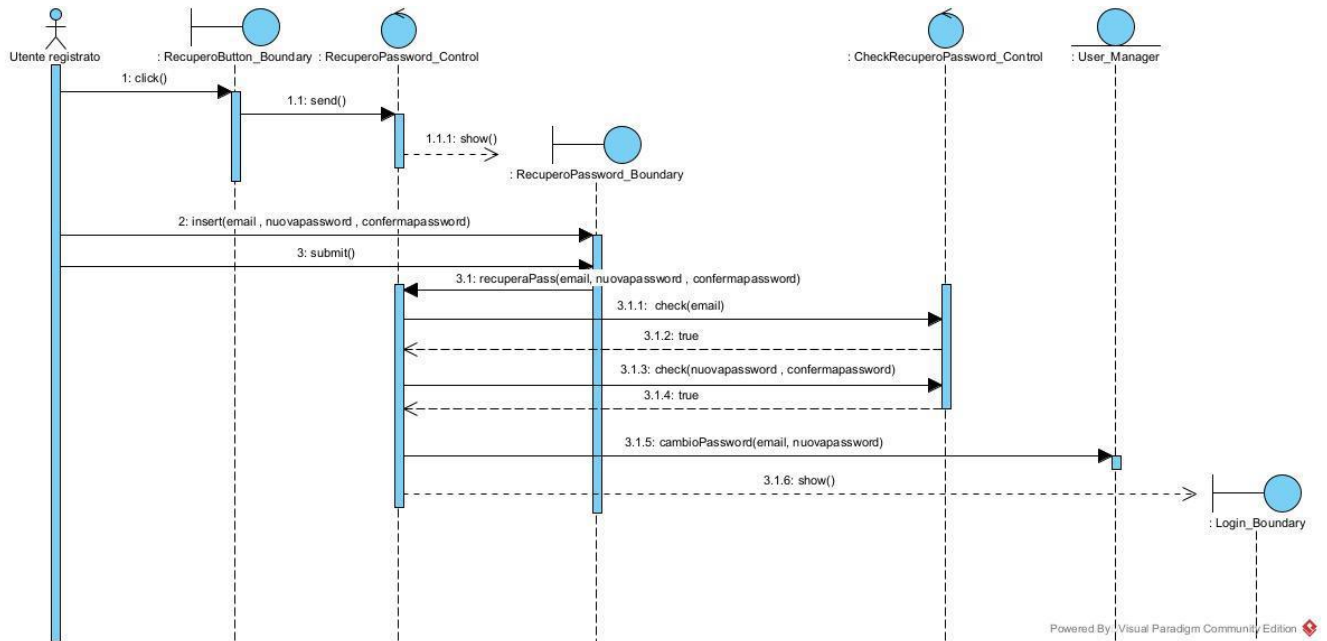 Utente registrato
: RecuperoButton_Boundary
: RecuperoPassword_Control
: CheckRecuperoPassword_Control
: User_Manager
1: click()
1.1: send()
1.1.1: show()
: RecuperoPassword_Boundary
2: insert(email , nuovapassword , confermapassword)
3: submit()
3.1: recuperaPass(email, nuovapassword , confermapassword)
3.1.1: check(email)
3.1.2: true
3.1.3: check(nuovapassword , confermapassword)
3.1.4: true
3.1.5: cambioPassword(email, nuovapassword)
3.1.6: show()
: Login_Boundary
Powered By Visual Paradigm Community Edition